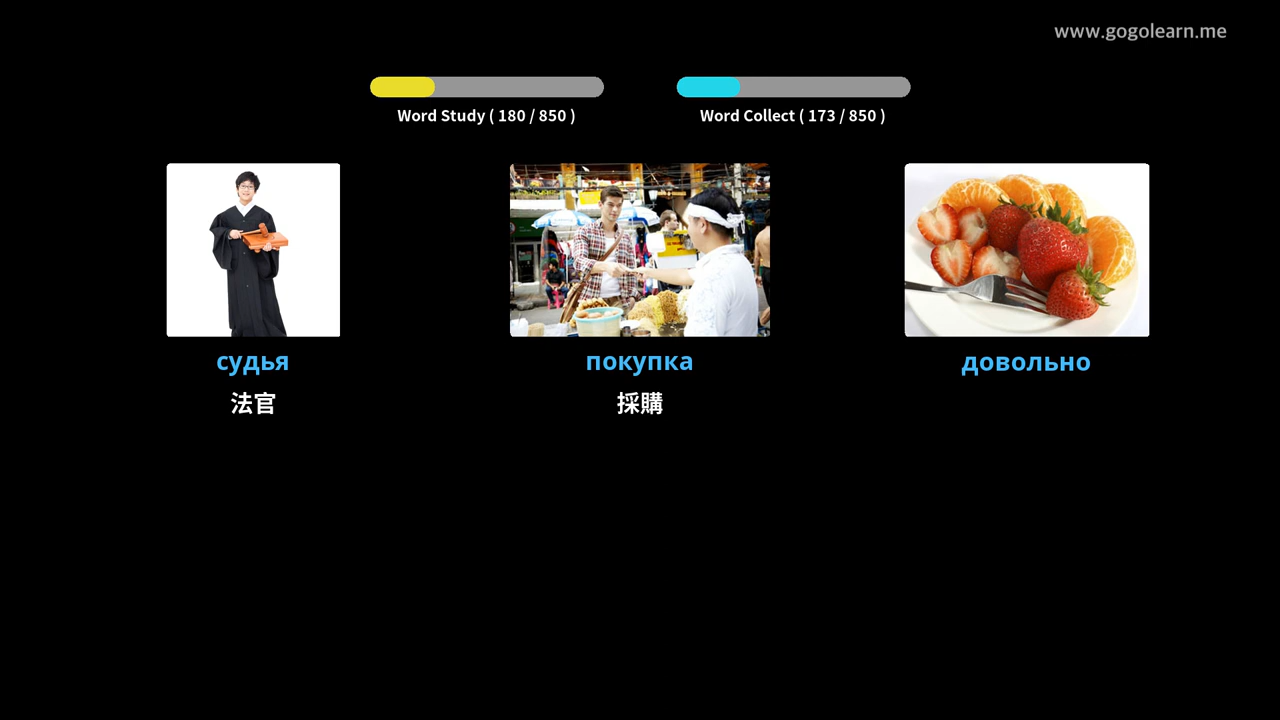 www.gogolearn.me
Word Study ( 180 / 850 )
Word Collect ( 173 / 850 )
судья
покупка
довольно
法官
採購